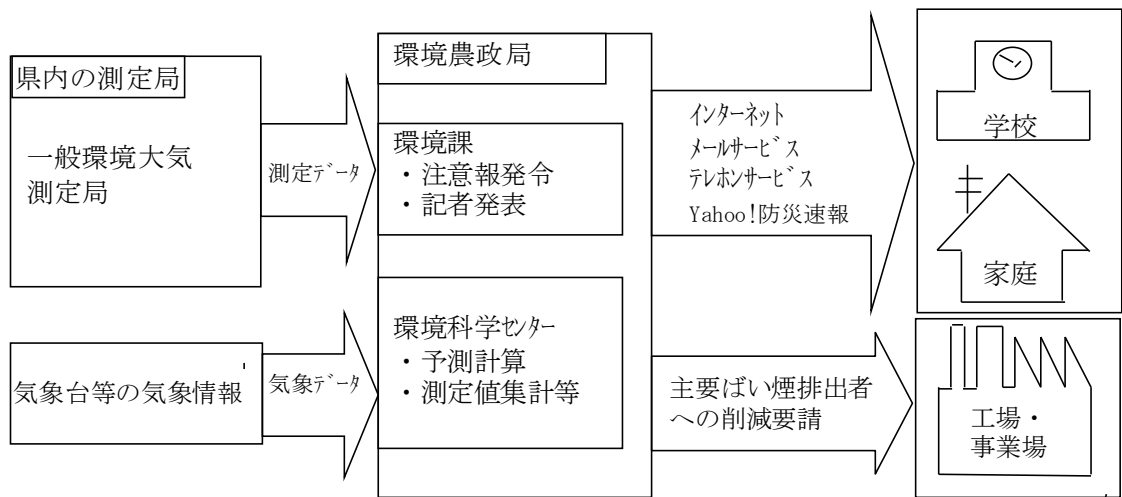 県内の測定局
一般環境大気
測定局
測定ﾃﾞｰﾀ
気象台等の気象情報
気象ﾃﾞｰﾀ
環境農政局
環境課
・注意報発令
・記者発表
環境科学ｾﾝﾀｰ
・予測計算
・測定値集計等
ｲﾝﾀｰﾈｯﾄ
ﾒｰﾙｻｰﾋﾞｽ
ﾃﾚﾎﾝｻｰﾋﾞｽ
Yahoo!防災速報
主要ばい煙排出者
への削減要請
学校
家庭
工場・
事業場